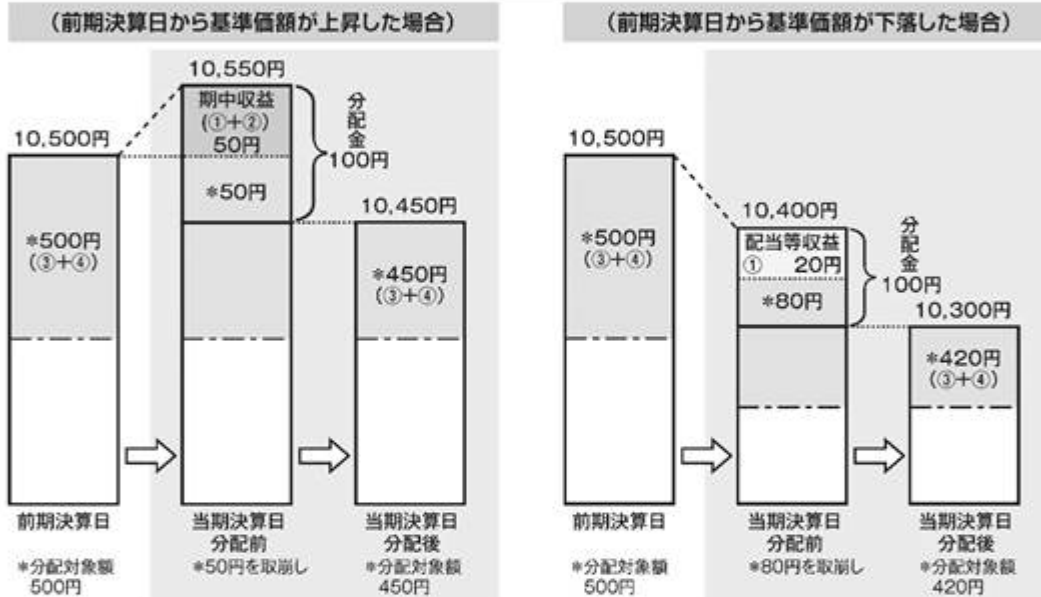 (前期決算日から基準価額が上昇した場合)
10,550円
期中収益
(①+②)
50円
*50円
分配金
100円
10,500円
*500円
(③+④)
10,450円
*450円
(③+④)
前期決算日
当期決算日
分配前
当期決算日
分配後
*分配対象額
500円
*50円を取崩し
*分配対象額
450円
(前期決算日から基準価額が下落した場合)
10,500円
*500円
(③+④)
10,400円
配当等収益
① 20円
*80円
分配金
100円
10,300円
*420円
(③+④)
前期決算日
当期決算日
分配前
当期決算日
分配後
*分配対象額
500円
*80円を取崩し
*分配対象額
420円